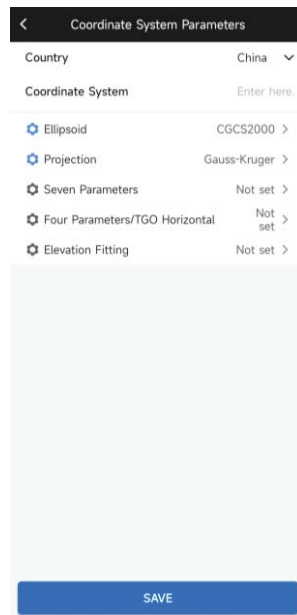 Coordinate System Parameters
Country China
Coordinate System Enter here.
Ellipsoid CGCS2000
Projection Gauss-Kruger
Seven Parameters Not set
Four Parameters/TGO Horizontal Not set
Elevation Fitting Not set
SAVE